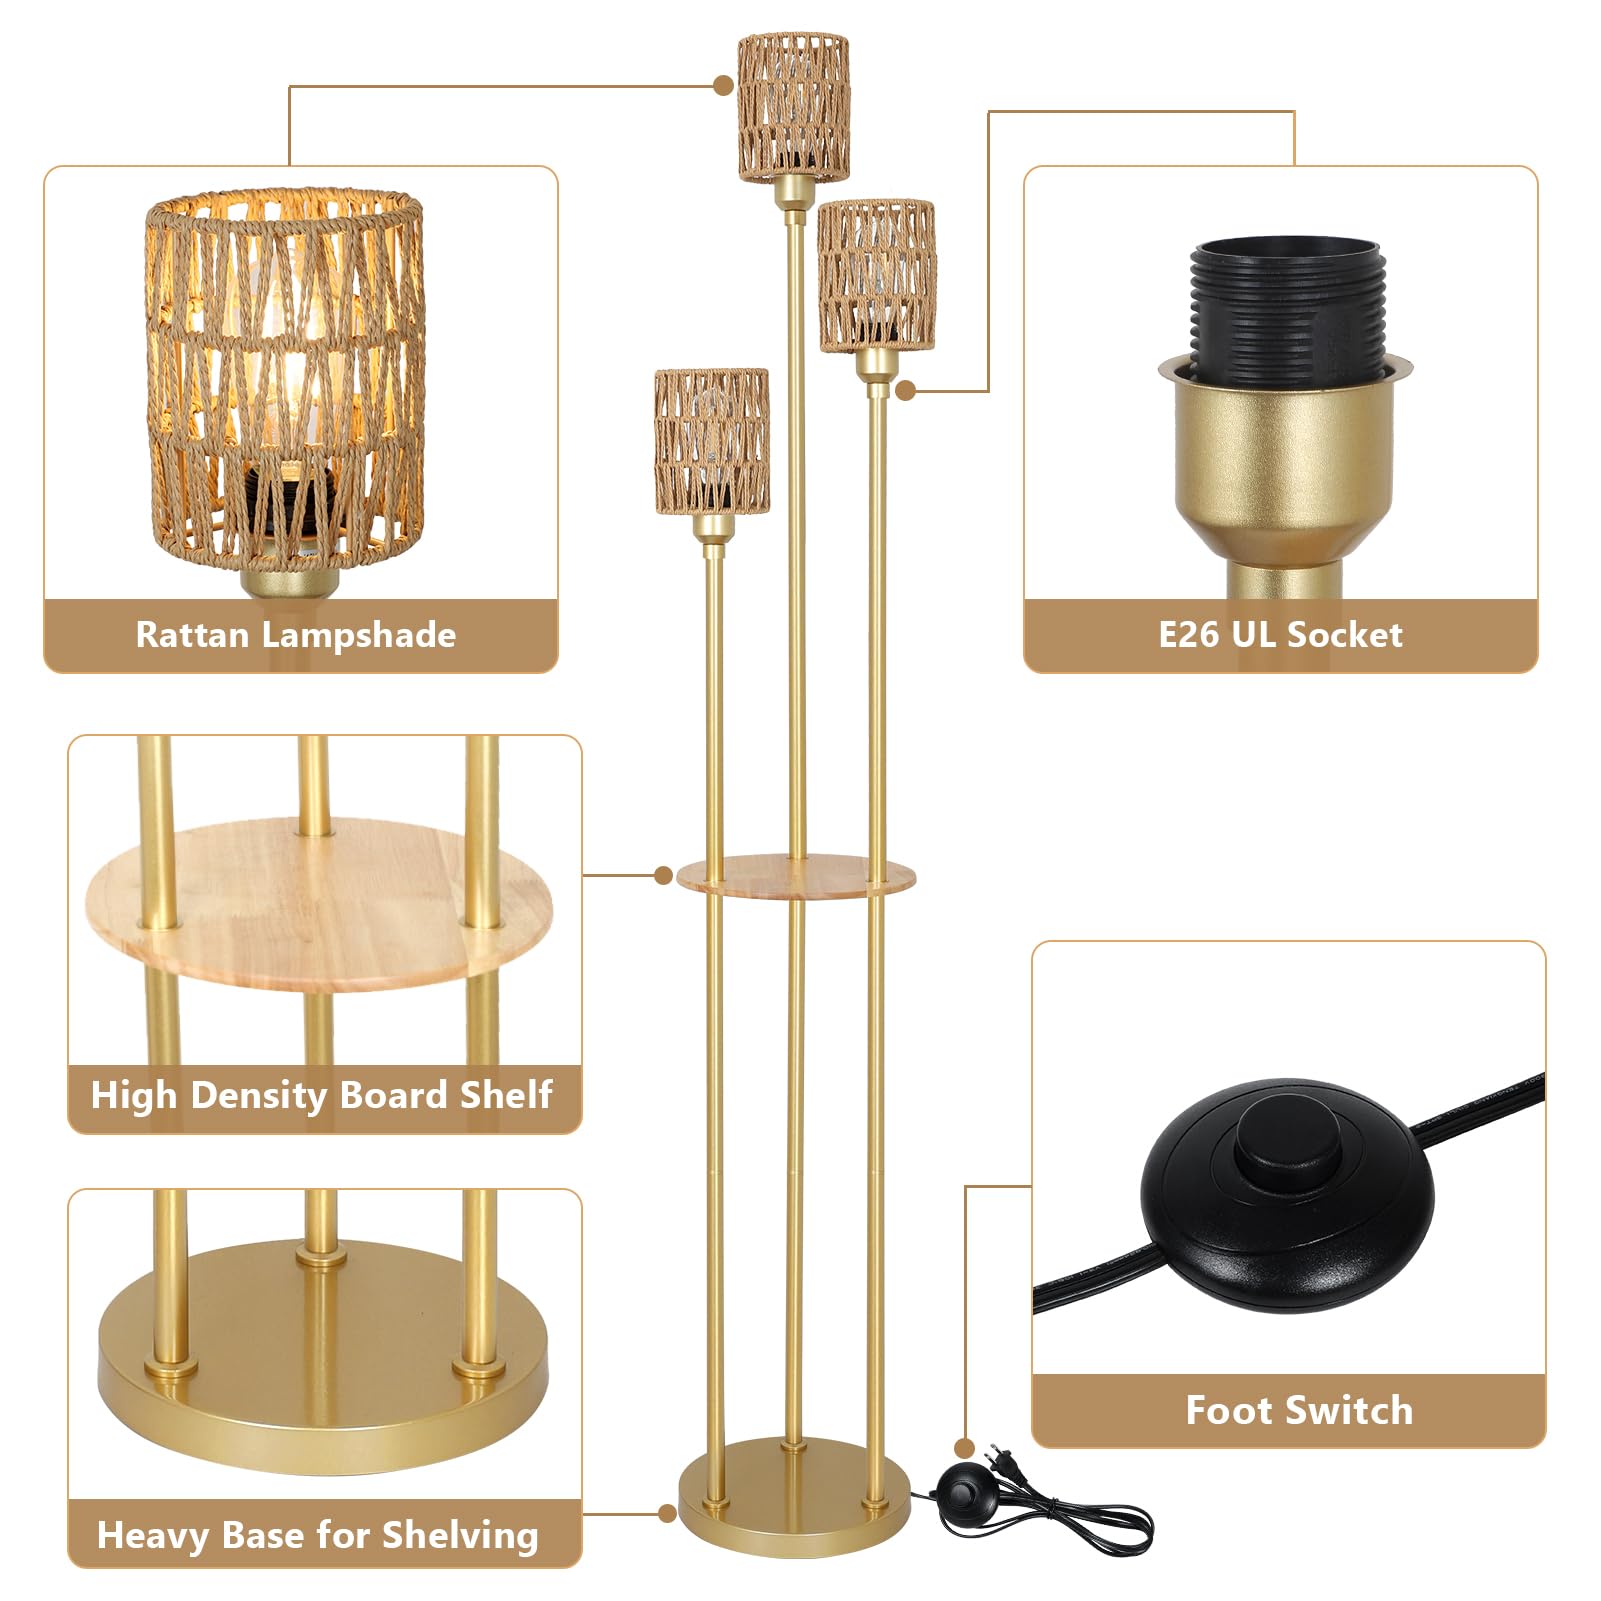 Rattan Lampshade
E26 UL Socket
High Density Board Shelf
Foot Switch
Heavy Base for Shelving